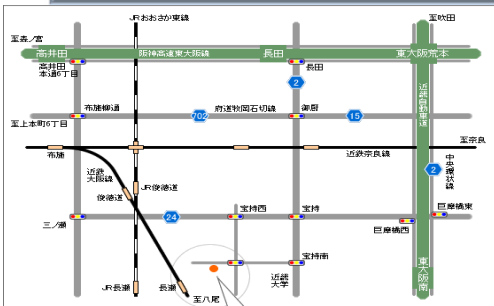 JRおおさか東線
至吹田
至森ノ宮
高井田
阪神高速東大阪線
長田
東大阪荒本
高井田
本通6丁目
長田
2
近畿自動車道
布施柳通
702
府道枚岡石切線
御厨
15
至上本町6丁目
至奈良
布施
近鉄奈良線
近鉄
大阪線
2
中央環状線
俊徳道
JR俊徳道
三ノ瀬
24
宝持西
宝持
巨摩橋東
巨摩橋西
宝持南
東大阪南
JR長瀬
長瀬
至八尾
近畿
大学